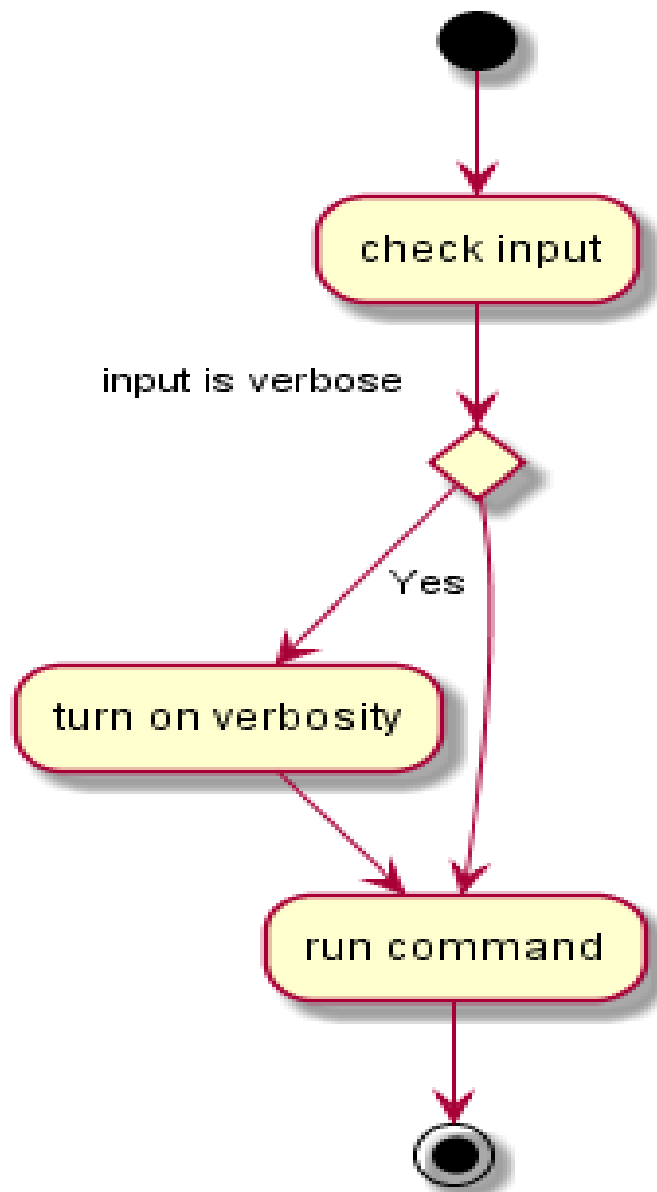 check input
input is verbose
Yes
turn on verbosity
run command